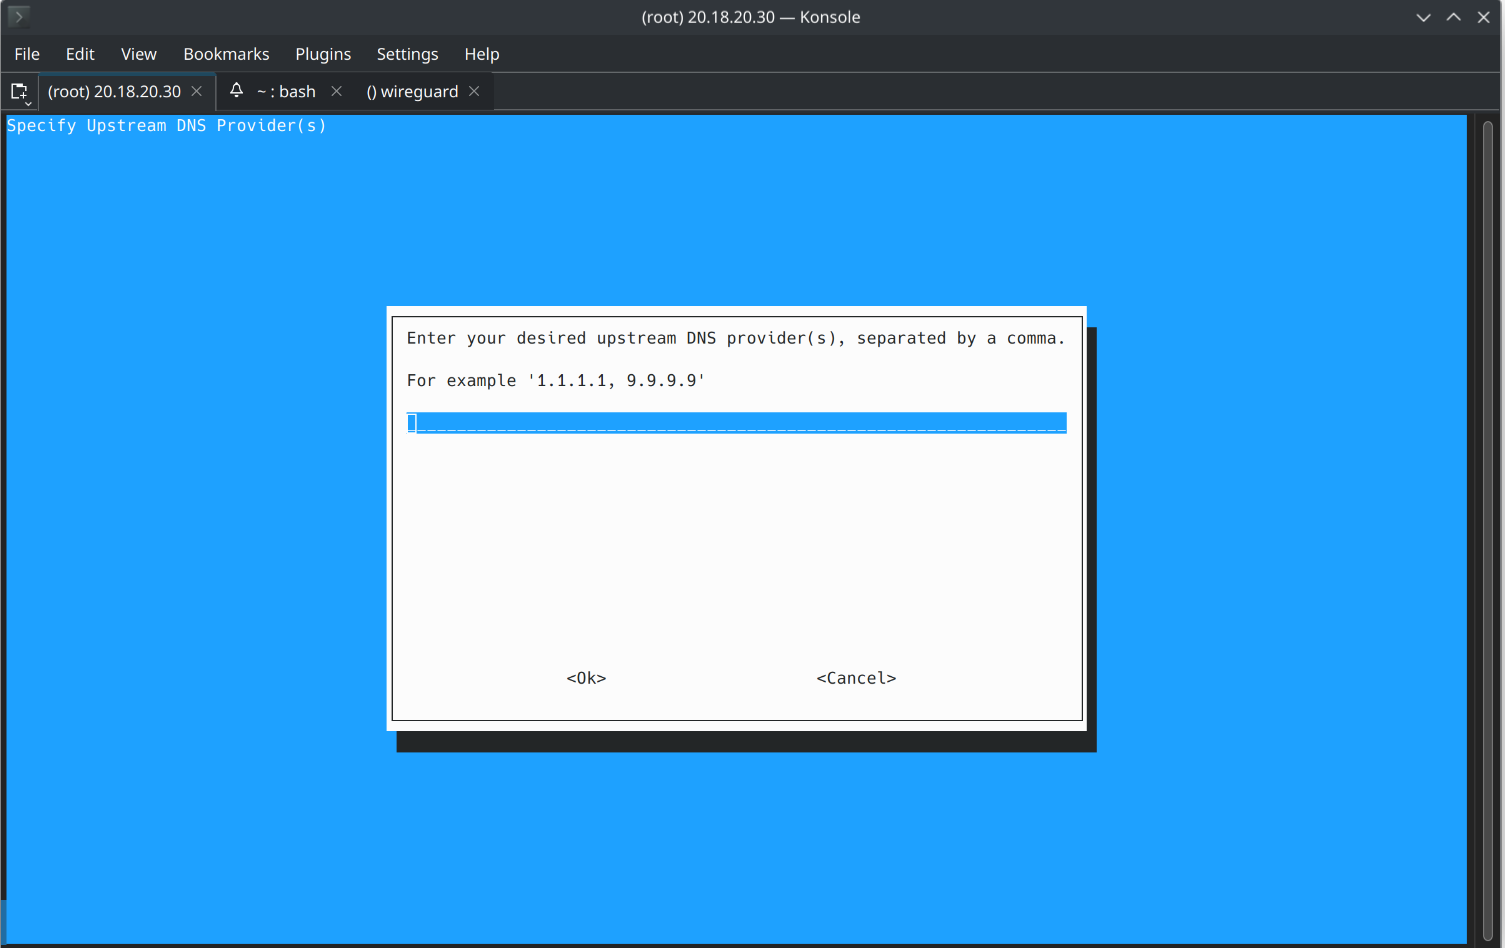 (root) 20.18.20.30 — Konsole
File Edit View Bookmarks Plugins Settings Help
(root) 20.18.20.30 ~ : bash () wireguard
Specify Upstream DNS Provider(s)
Enter your desired upstream DNS provider(s), separated by a comma.
For example '1.1.1.1, 9.9.9.9'
<Ok> <Cancel>